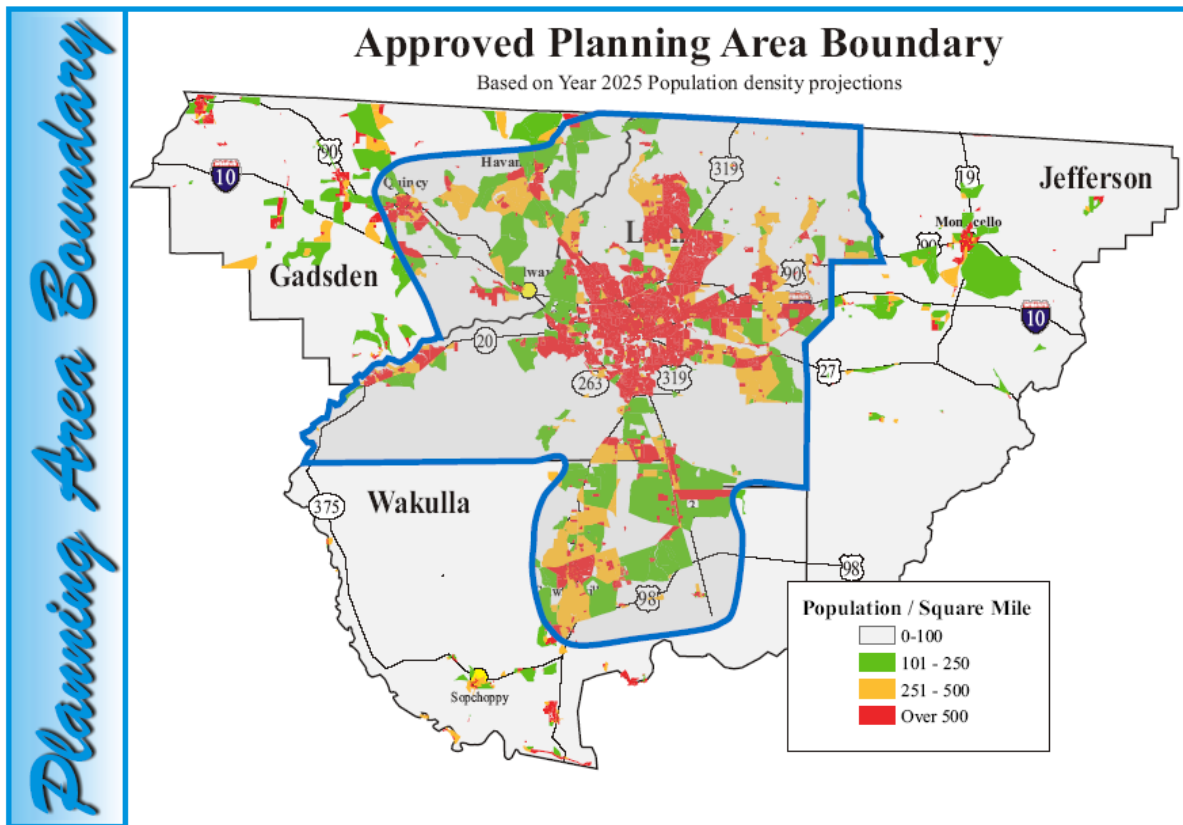 Planning Area Boundary
Approved Planning Area Boundary
Based on Year 2025 Population density projections
90
10
Havan
Quincy
319
19
Jefferson
Monticello
90
Gadsden
90
10
20
263
319
27
Wakulla
375
98
98
Sopchoppy
Population / Square Mile
0-100
101 - 250
251 - 500
Over 500